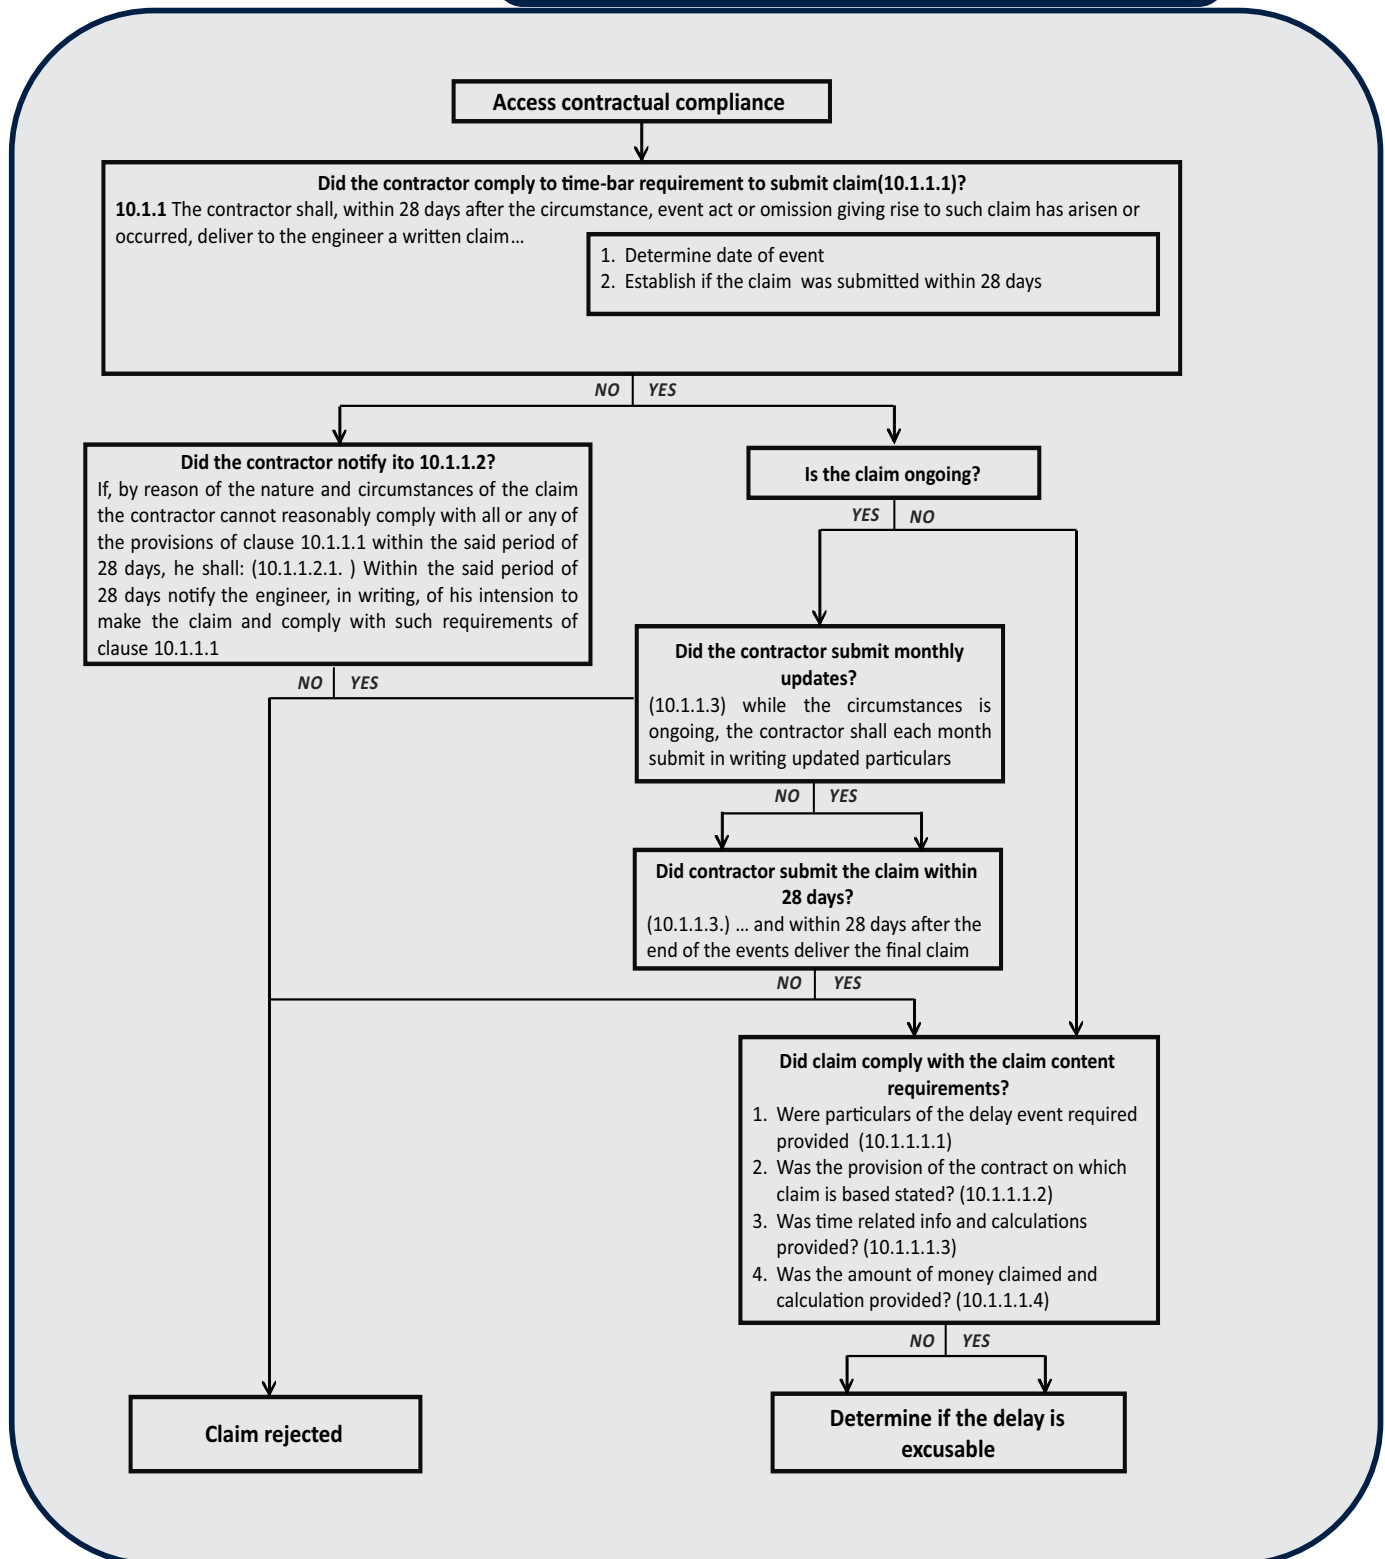 Access contractual compliance
Did the contractor comply to time-bar requirement to submit claim(10.1.1.1)?
10.1.1 The contractor shall, within 28 days after the circumstance, event act or omission giving rise to such claim has arisen or
occurred, deliver to the engineer a written claim...
1. Determine date of event
2. Establish if the claim was submitted within 28 days
NO YES
Did the contractor notify ito 10.1.1.2?
If, by reason of the nature and circumstances of the claim
the contractor cannot reasonably comply with all or any of
the provisions of clause 10.1.1.1 within the said period of
28 days, he shall: (10.1.1.2.1. ) Within the said period of
28 days notify the engineer, in writing, of his intension to
make the claim and comply with such requirements of
clause 10.1.1.1
NO YES
Is the claim ongoing?
YES NO
Did the contractor submit monthly
updates?
(10.1.1.3) while the circumstances is
ongoing, the contractor shall each month
submit in writing updated particulars
NO YES
Did contractor submit the claim within
28 days?
(10.1.1.3.) ... and within 28 days after the
end of the events deliver the final claim
NO YES
Did claim comply with the claim content
requirements?
1. Were particulars of the delay event required
provided (10.1.1.1.1)
2. Was the provision of the contract on which
claim is based stated? (10.1.1.1.2)
3. Was time related info and calculations
provided? (10.1.1.1.3)
4. Was the amount of money claimed and
calculation provided? (10.1.1.1.4)
NO YES
Claim rejected
Determine if the delay is
excusable